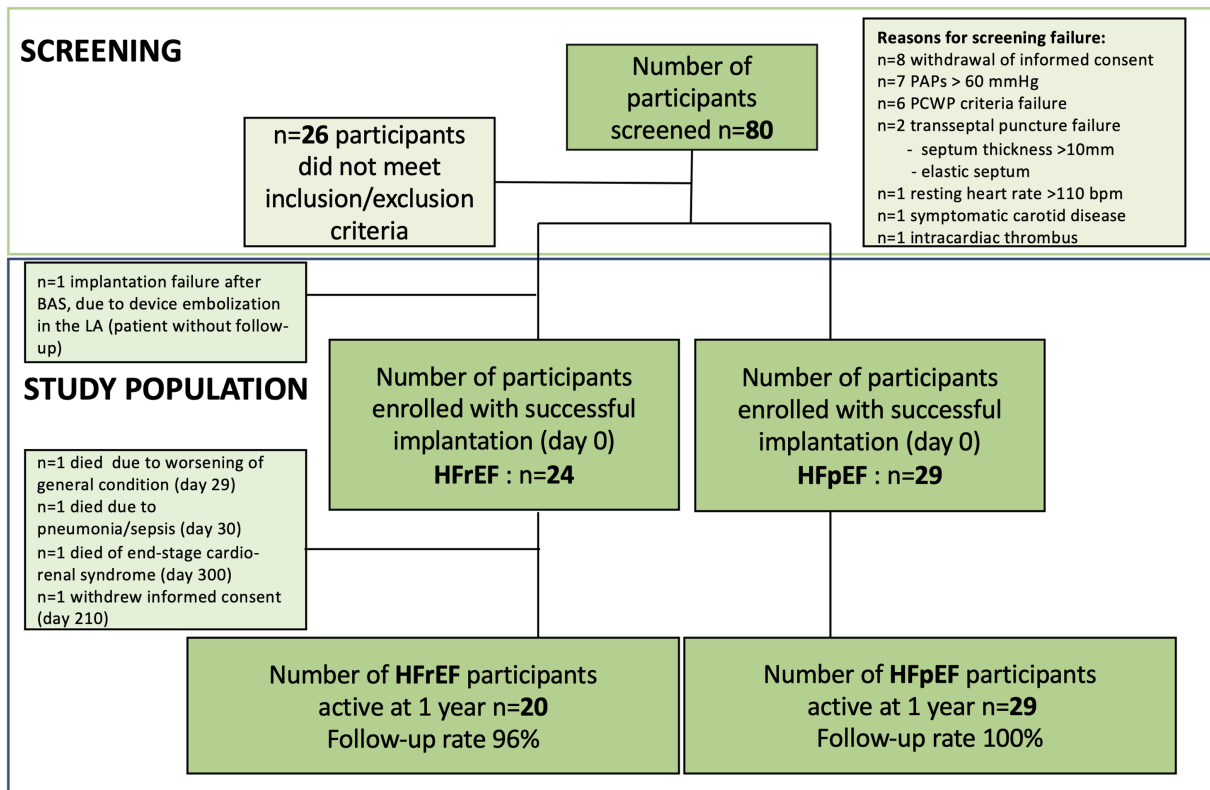 SCREENING
Number of
participants
screened n=80
Reasons for screening failure:
n=8 withdrawal of informed consent
n=7 PAPs > 60 mmHg
n=6 PCWP criteria failure
n=2 transseptal puncture failure
- septum thickness >10mm
- elastic septum
n=1 resting heart rate >110 bpm
n=1 symptomatic carotid disease
n=1 intracardiac thrombus
n=26 participants
did not meet
inclusion/exclusion
criteria
n=1 implantation failure after
BAS, due to device embolization
in the LA (patient without follow-
up)
STUDY POPULATION
Number of participants
enrolled with successful
implantation (day 0)
HFrEF : n=24
Number of participants
enrolled with successful
implantation (day 0)
HFpEF : n=29
n=1 died due to worsening of
general condition (day 29)
n=1 died due to
pneumonia/sepsis (day 30)
n=1 died of end-stage cardio-
renal syndrome (day 300)
n=1 withdrew informed consent
(day 210)
Number of HFrEF participants
active at 1 year n=20
Follow-up rate 96%
Number of HFpEF participants
active at 1 year n=29
Follow-up rate 100%